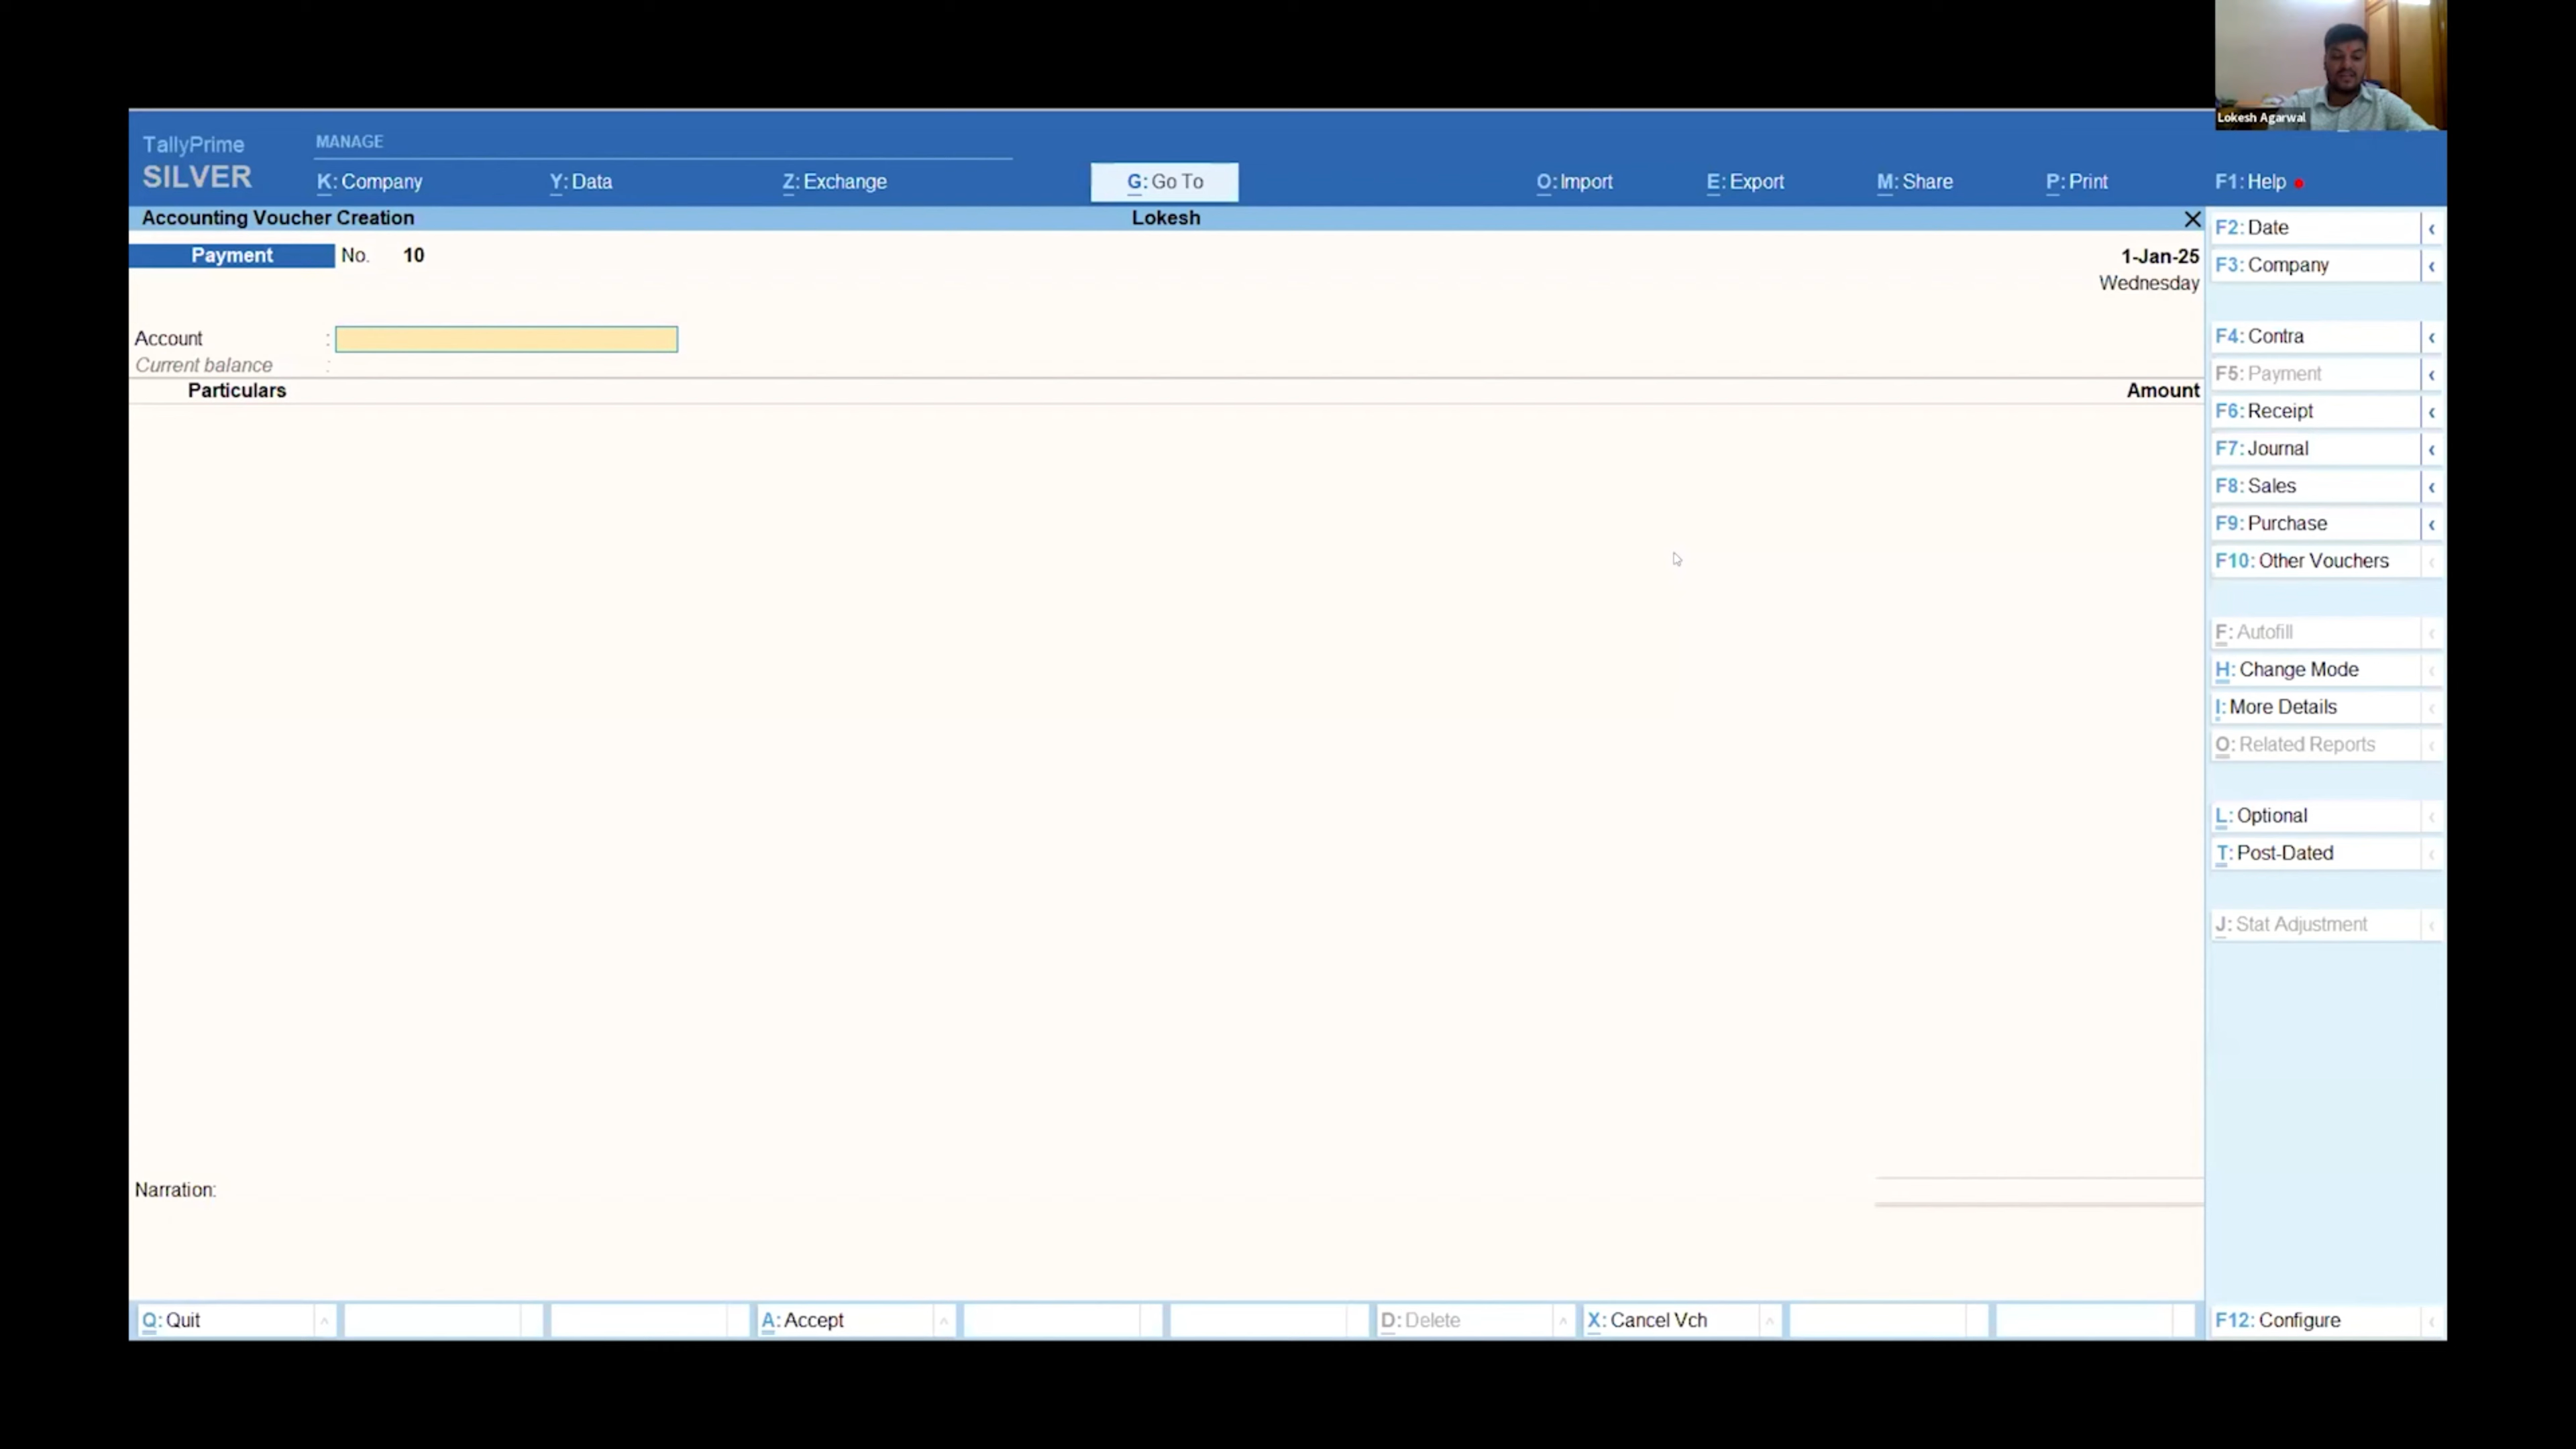 Lokesh Agarwal
TallyPrime
SILVER
MANAGE
K: Company
Y: Data
Z: Exchange
G: Go To
O: Import
E: Export
M: Share
P: Print
F1: Help
Accounting Voucher Creation
Lokesh
Payment No. 10
1-Jan-25
Wednesday
Account :
Current balance :
Particulars
Amount
Narration:
F2: Date
F3: Company
F4: Contra
F5: Payment
F6: Receipt
F7: Journal
F8: Sales
F9: Purchase
F10: Other Vouchers
F: Autofill
H: Change Mode
I: More Details
O: Related Reports
L: Optional
T: Post-Dated
J: Stat Adjustment
Q: Quit
A: Accept
D: Delete
X: Cancel Vch
F12: Configure